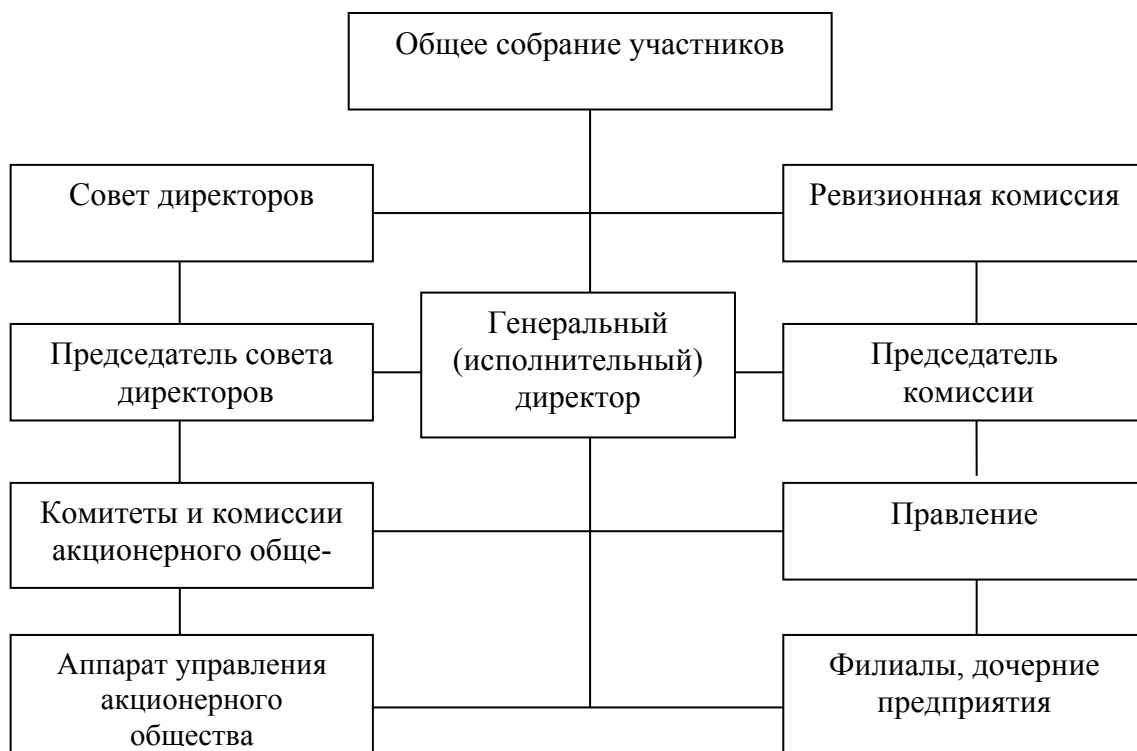 Общее собрание участников
Совет директоров
Ревизионная комиссия
Генеральный
(исполнительный)
директор
Председатель совета
директоров
Председатель
комиссии
Комитеты и комиссии
акционерного обще-
Правление
Аппарат управления
акционерного
общества
Филиалы, дочерние
предприятия